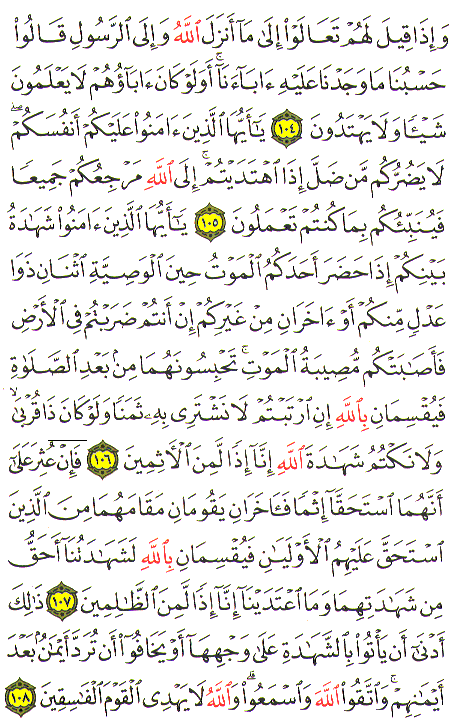 وَإِذَا قِيلَ لَهُمۡ تَعَالَوۡاْ إِلَىٰ مَآ أَنزَلَ ٱللَّهُ وَإِلَى ٱلرَّسُولِ قَالُواْ
حَسۡبُنَا مَا وَجَدۡنَا عَلَيۡهِ ءَابَآءَنَآۚ أَوَلَوۡ كَانَ ءَابَآؤُهُمۡ لَا يَعۡلَمُونَ
شَيۡـٔٗا وَلَا يَهۡتَدُونَ ١٠٤ يَـٰٓأَيُّهَا ٱلَّذِينَ ءَامَنُواْ عَلَيۡكُمۡ أَنفُسَكُمۡۖ
لَا يَضُرُّكُم مَّن ضَلَّ إِذَا ٱهۡتَدَيۡتُمۡۚ إِلَى ٱللَّهِ مَرۡجِعُكُمۡ جَمِيعٗا
فَيُنَبِّئُكُم بِمَا كُنتُمۡ تَعۡمَلُونَ ١٠٥ يَـٰٓأَيُّهَا ٱلَّذِينَ ءَامَنُواْ شَهَٰدَةُ
بَيۡنِكُمۡ إِذَا حَضَرَ أَحَدَكُمُ ٱلۡمَوۡتُ حِينَ ٱلۡوَصِيَّةِ ٱثۡنَانِ ذَوَا
عَدۡلٖ مِّنكُمۡ أَوۡ ءَاخَرَانِ مِنۡ غَيۡرِكُمۡ إِنۡ أَنتُمۡ ضَرَبۡتُمۡ فِي ٱلۡأَرۡضِ
فَأَصَٰبَتۡكُم مُّصِيبَةُ ٱلۡمَوۡتِۚ تَحۡبِسُونَهُمَا مِنۢ بَعۡدِ ٱلصَّلَوٰةِ
فَيُقۡسِمَانِ بِٱللَّهِ إِنِ ٱرۡتَبۡتُمۡ لَا نَشۡتَرِي بِهِۦ ثَمَنٗا وَلَوۡ كَانَ ذَا قُرۡبَىٰ
وَلَا نَكۡتُمُ شَهَٰدَةَ ٱللَّهِ إِنَّآ إِذٗا لَّمِنَ ٱلۡأٓثِمِينَ ١٠٦ فَإِنۡ عُثِرَ عَلَىٰٓ
أَنَّهُمَا ٱسۡتَحَقَّآ إِثۡمٗا فَـَٔاخَرَانِ يَقُومَانِ مَقَامَهُمَا مِنَ ٱلَّذِينَ
ٱسۡتَحَقَّ عَلَيۡهِمُ ٱلۡأَوۡلَيَٰنِ فَيُقۡسِمَانِ بِٱللَّهِ لَشَهَٰدَتُنَآ أَحَقُّ
مِن شَهَٰدَتِهِمَا وَمَا ٱعۡتَدَيۡنَآ إِنَّآ إِذٗا لَّمِنَ ٱلظَّٰلِمِينَ ١٠٧ ذَٰلِكَ
أَدۡنَىٰٓ أَن يَأۡتُواْ بِٱلشَّهَٰدَةِ عَلَىٰ وَجۡهِهَآ أَوۡ يَخَافُوٓاْ أَن تُرَدَّ أَيۡمَٰنُۢ بَعۡدَ
أَيۡمَٰنِهِمۡۗ وَٱتَّقُواْ ٱللَّهَ وَٱسۡمَعُواْۗ وَٱللَّهُ لَا يَهۡدِي ٱلۡقَوۡمَ ٱلۡفَٰسِقِينَ ١٠٨